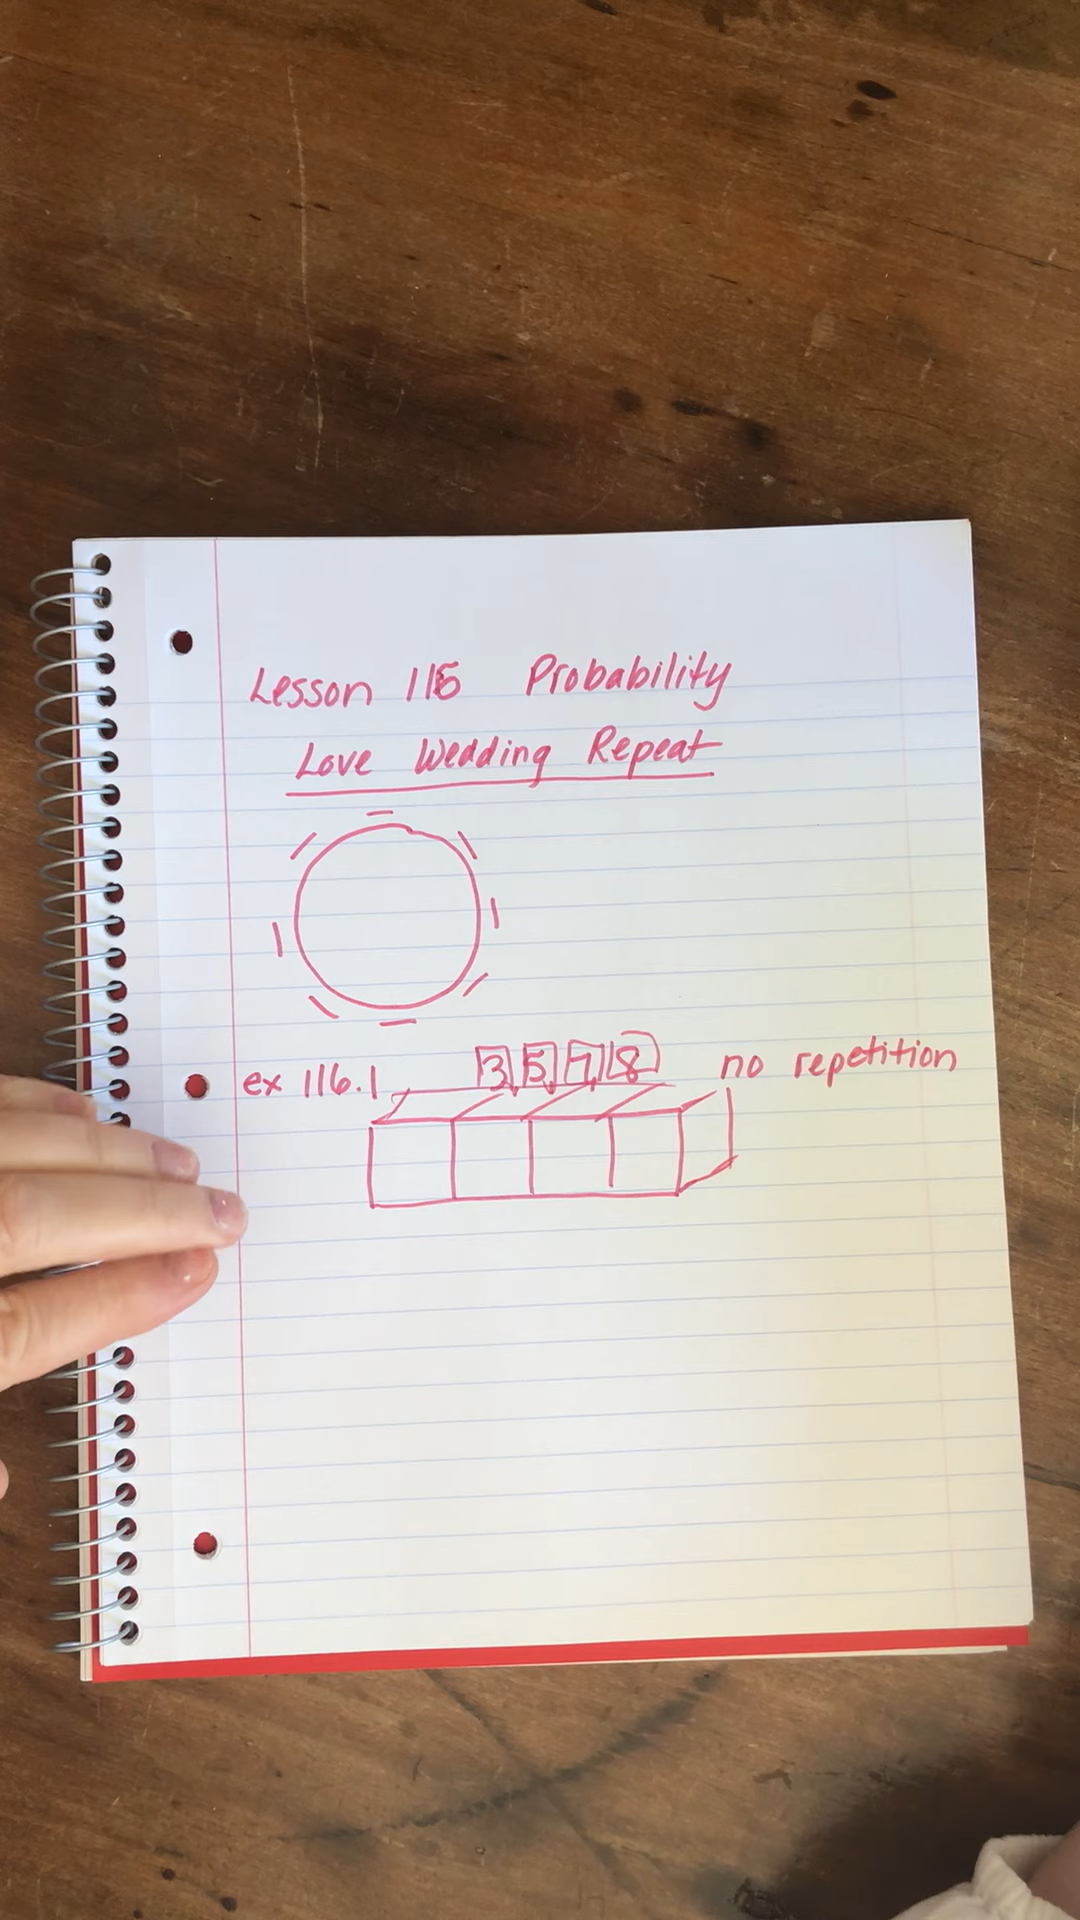 Lesson 116 Probability
Love Wedding Repeat
ex 116.1 3 5 7 8 no repetition